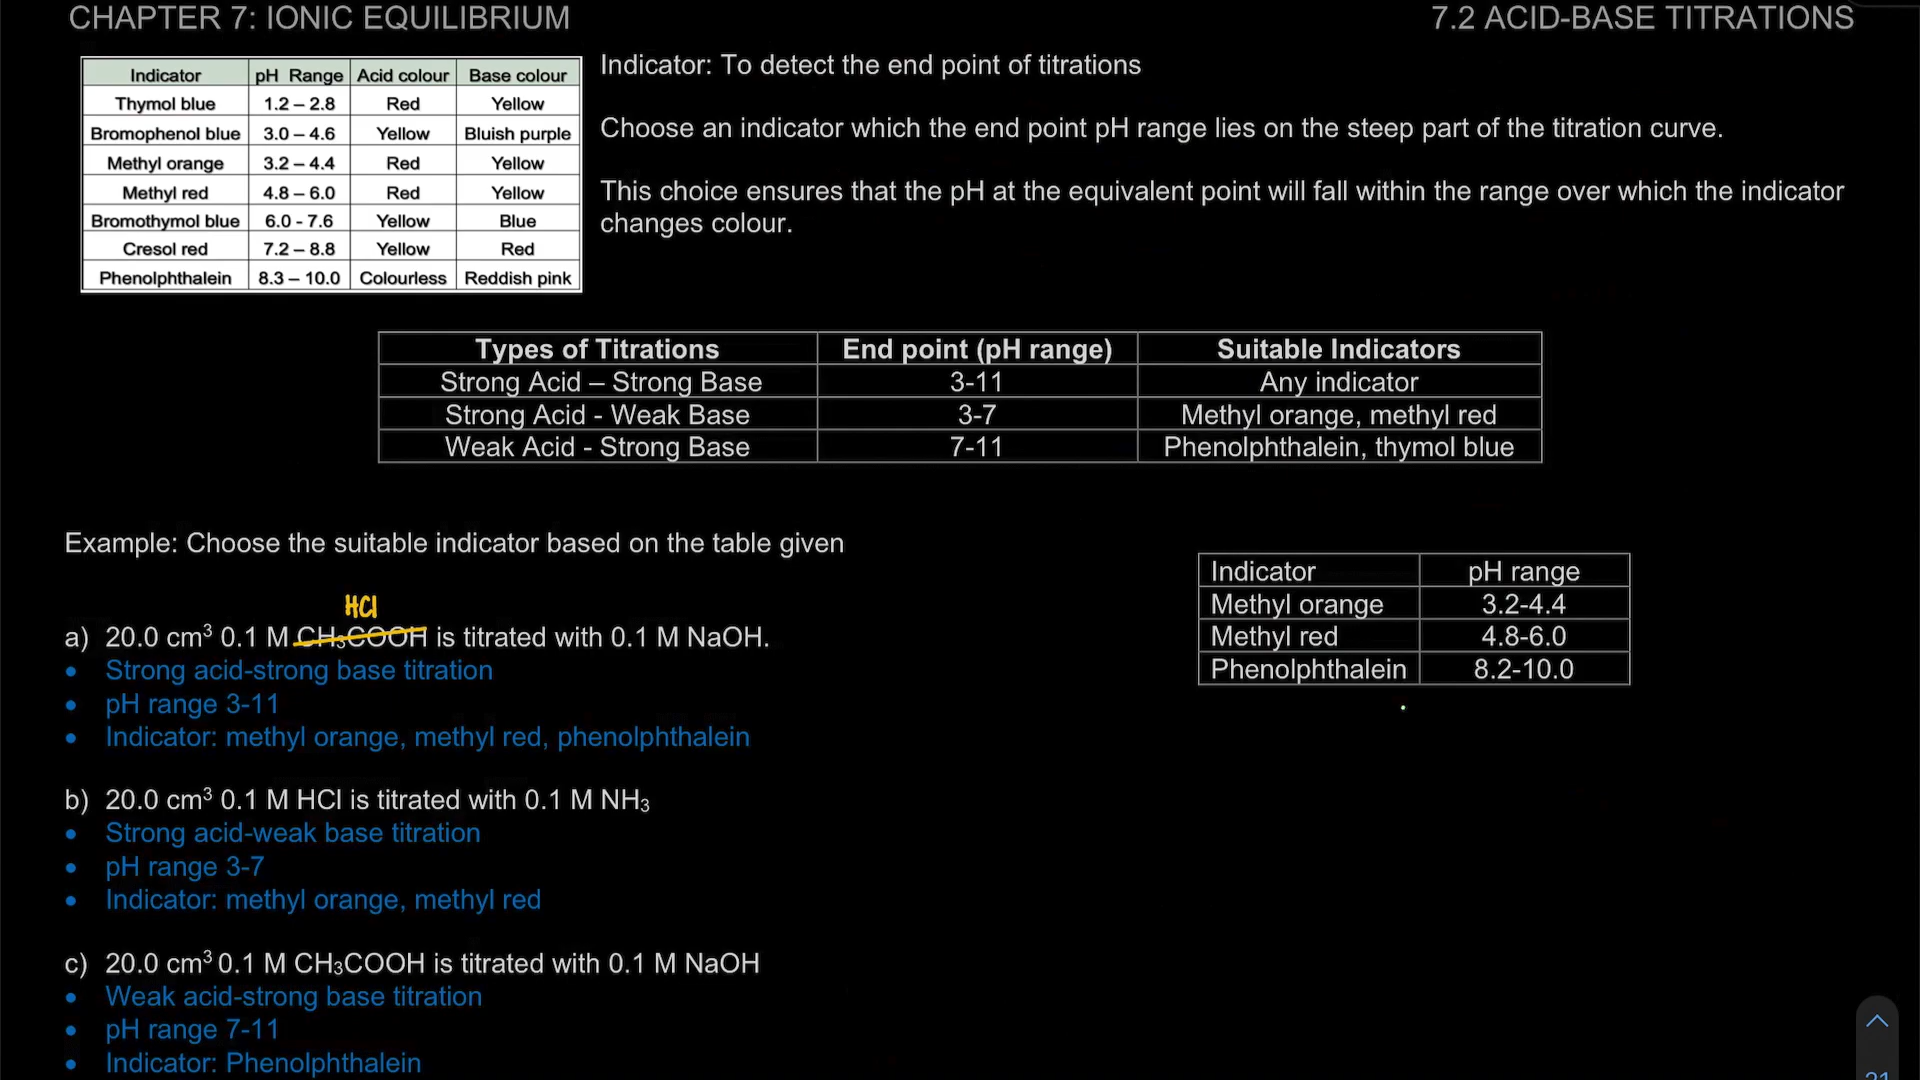 CHAPTER 7: IONIC EQUILIBRIUM 7.2 ACID-BASE TITRATIONS
Indicator pH Range Acid colour Base colour
Thymol blue 1.2 – 2.8 Red Yellow
Bromophenol blue 3.0 – 4.6 Yellow Bluish purple
Methyl orange 3.2 – 4.4 Red Yellow
Methyl red 4.8 – 6.0 Red Yellow
Bromothymol blue 6.0 - 7.6 Yellow Blue
Cresol red 7.2 – 8.8 Yellow Red
Phenolphthalein 8.3 – 10.0 Colourless Reddish pink
Indicator: To detect the end point of titrations
Choose an indicator which the end point pH range lies on the steep part of the titration curve.
This choice ensures that the pH at the equivalent point will fall within the range over which the indicator
changes colour.
Types of Titrations End point (pH range) Suitable Indicators
Strong Acid – Strong Base 3-11 Any indicator
Strong Acid - Weak Base 3-7 Methyl orange, methyl red
Weak Acid - Strong Base 7-11 Phenolphthalein, thymol blue
Example: Choose the suitable indicator based on the table given
HCl
a) 20.0 cm³ 0.1 M CH₃COOH is titrated with 0.1 M NaOH.
• Strong acid-strong base titration
• pH range 3-11
• Indicator: methyl orange, methyl red, phenolphthalein
b) 20.0 cm³ 0.1 M HCl is titrated with 0.1 M NH₃
• Strong acid-weak base titration
• pH range 3-7
• Indicator: methyl orange, methyl red
c) 20.0 cm³ 0.1 M CH₃COOH is titrated with 0.1 M NaOH
• Weak acid-strong base titration
• pH range 7-11
• Indicator: Phenolphthalein
Indicator pH range
Methyl orange 3.2-4.4
Methyl red 4.8-6.0
Phenolphthalein 8.2-10.0